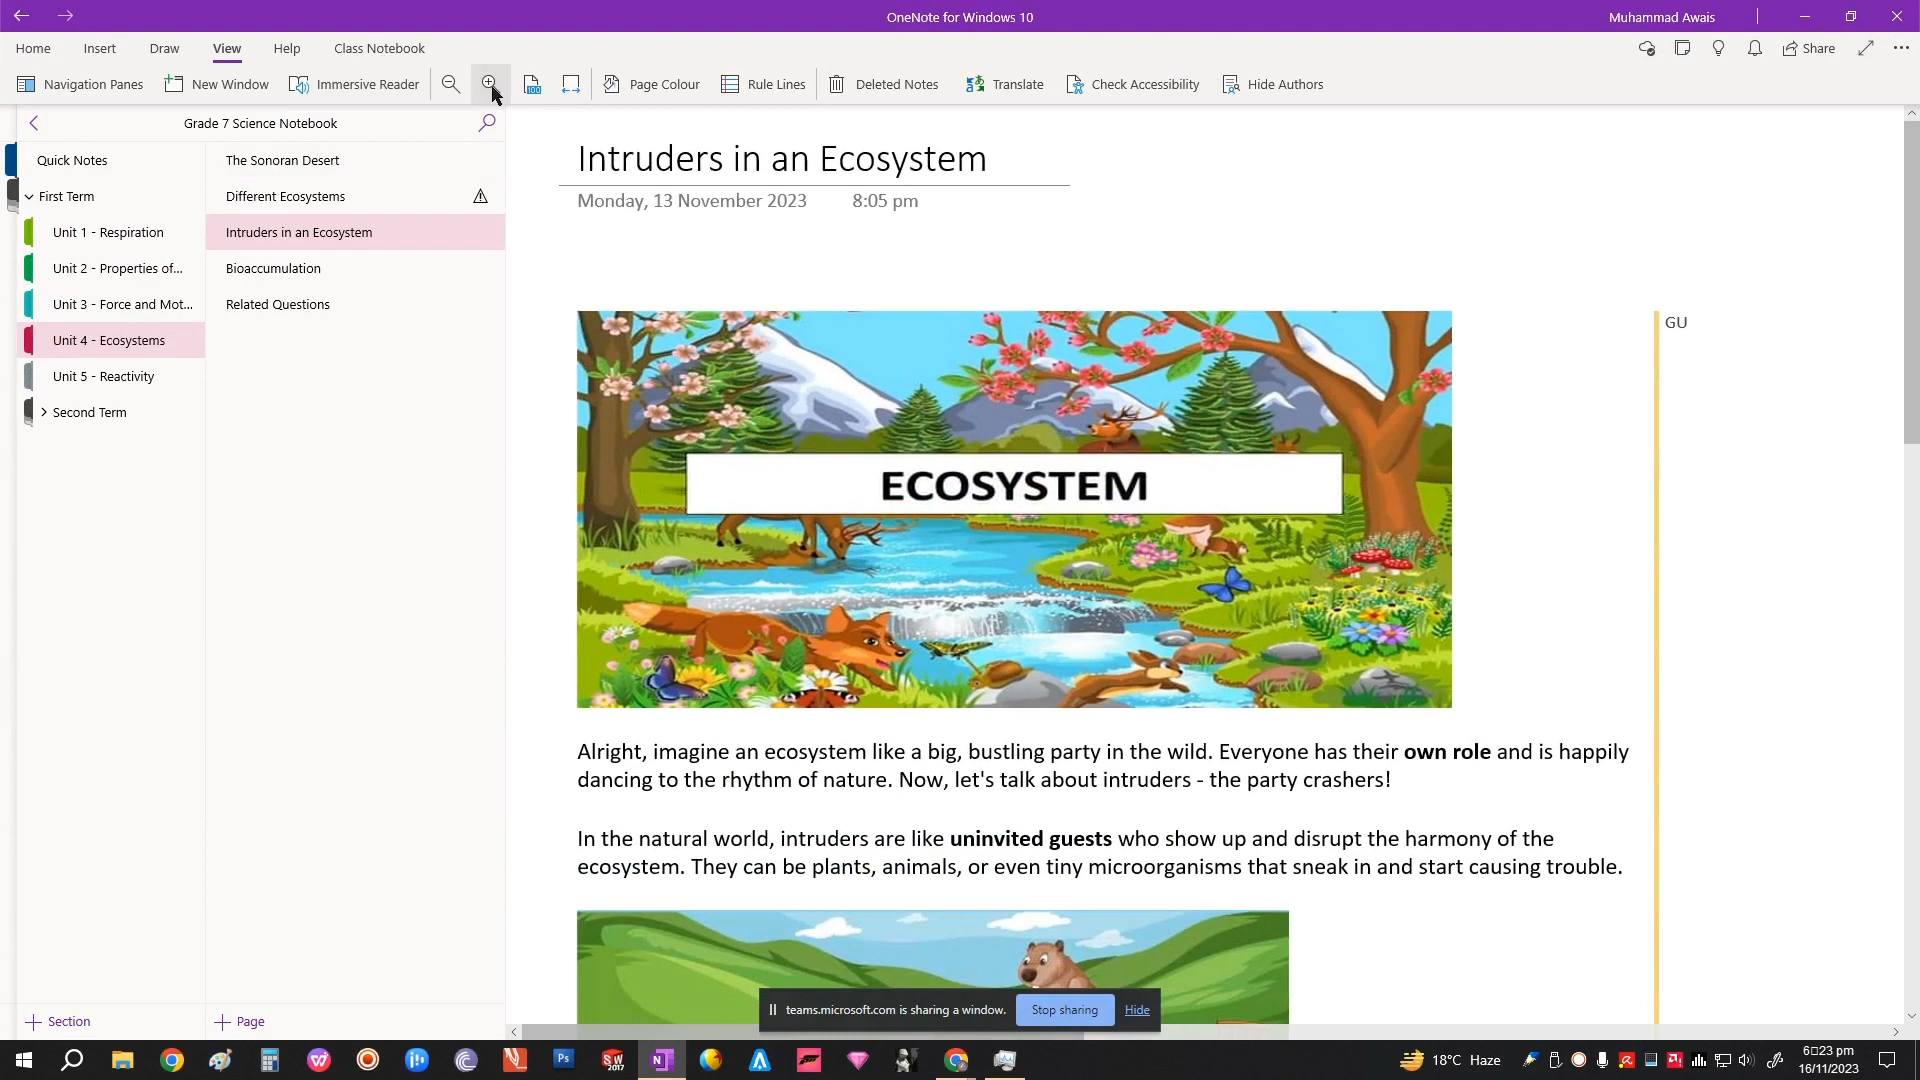 OneNote for Windows 10
Muhammad Awais
Home Insert Draw View Help Class Notebook
Share
Navigation Panes New Window Immersive Reader Page Colour Rule Lines Deleted Notes Translate Check Accessibility Hide Authors
Grade 7 Science Notebook
Quick Notes
First Term
Unit 1 - Respiration
Unit 2 - Properties of...
Unit 3 - Force and Mot...
Unit 4 - Ecosystems
Unit 5 - Reactivity
Second Term
The Sonoran Desert
Different Ecosystems
Intruders in an Ecosystem
Bioaccumulation
Related Questions
Intruders in an Ecosystem
Monday, 13 November 2023 8:05 pm
GU
ECOSYSTEM
Alright, imagine an ecosystem like a big, bustling party in the wild. Everyone has their own role and is happily
dancing to the rhythm of nature. Now, let's talk about intruders - the party crashers!
In the natural world, intruders are like uninvited guests who show up and disrupt the harmony of the
ecosystem. They can be plants, animals, or even tiny microorganisms that sneak in and start causing trouble.
teams.microsoft.com is sharing a window. Stop sharing Hide
Section
Page
18°C Haze
6□23 pm
16/11/2023